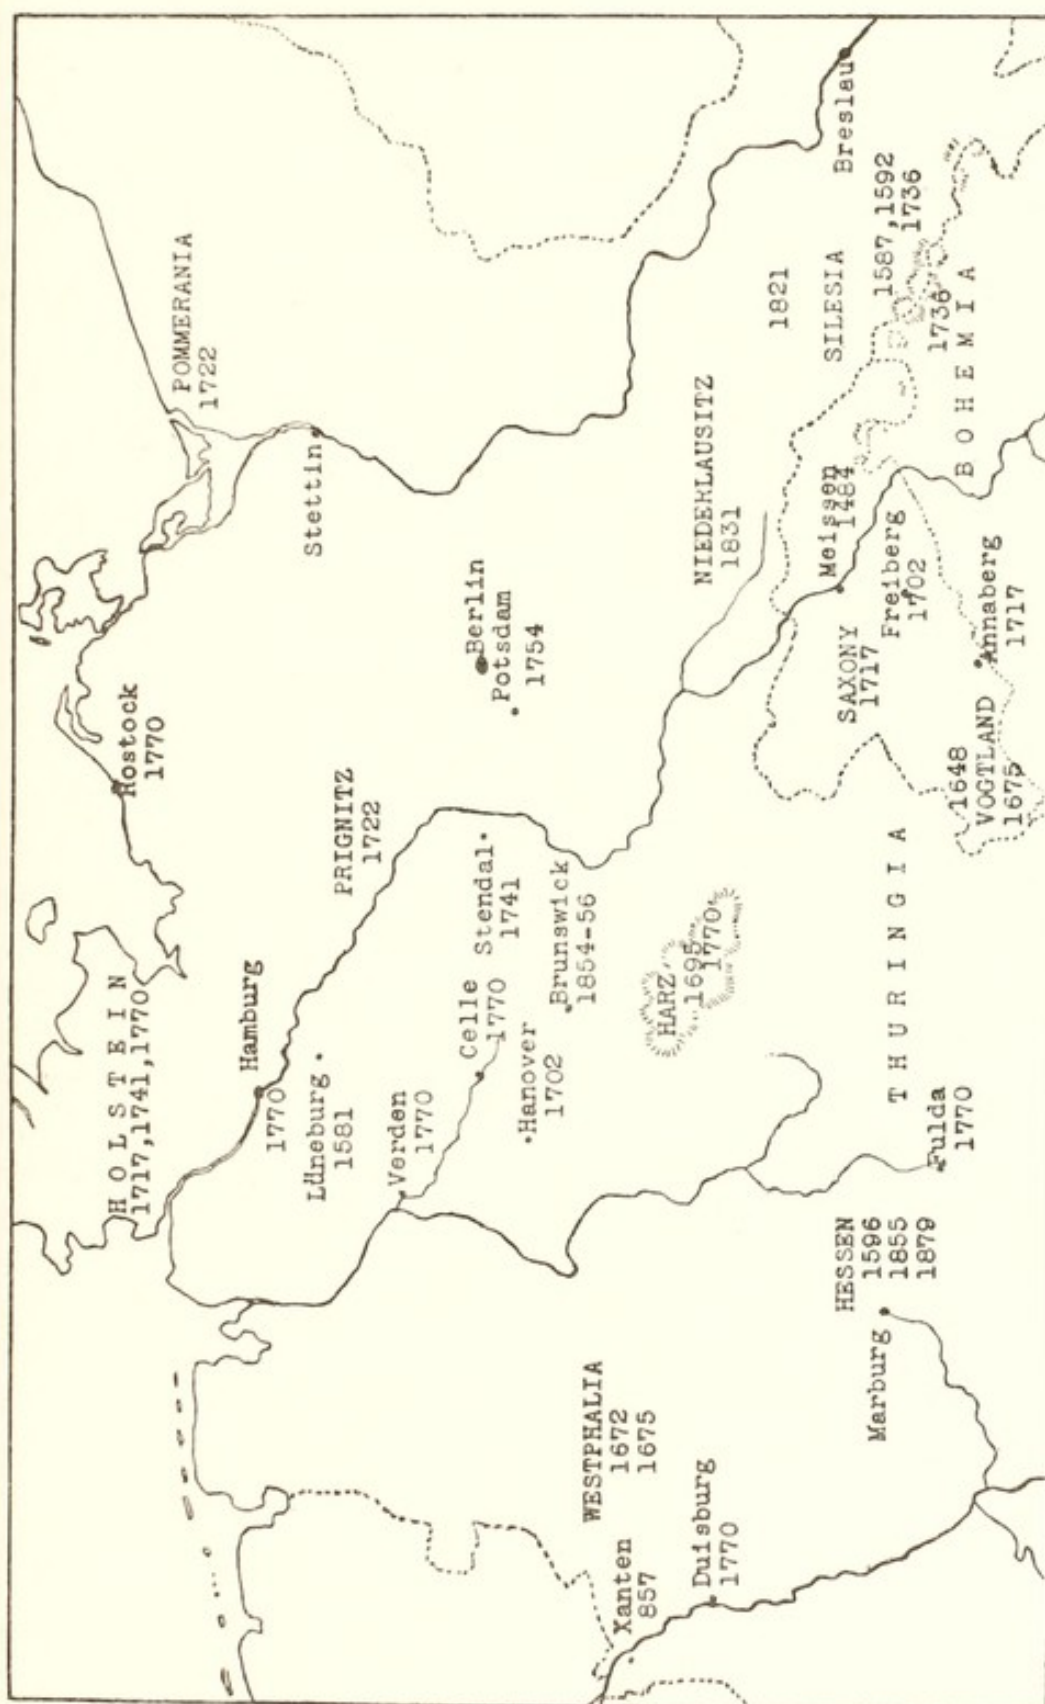 H O L S T E I N
1717,1741,1770
Rostock
1770
POMMERANIA
1722
Hamburg
1770
Lüneburg
1581
PRIGNITZ
1722
Stettin
Verden
1770
Celle
1770
Stendal
1741
Berlin
Potsdam
1754
Hanover
1702
Brunswick
1854-56
WESTPHALIA
1672
1675
Xanten
857
Duisburg
1770
HARZ
1695
1770
NIEDERLAUSITZ
1831
1821
SILESIA
Breslau
1587,1592
1736
1736
B O H E M I A
Meissen
1484
SAXONY
1717
Freiberg
1702
Annaberg
1717
1648
VOGTLAND
1675
T H U R I N G I A
Fulda
1770
HESSEN
1596
1855
1879
Marburg